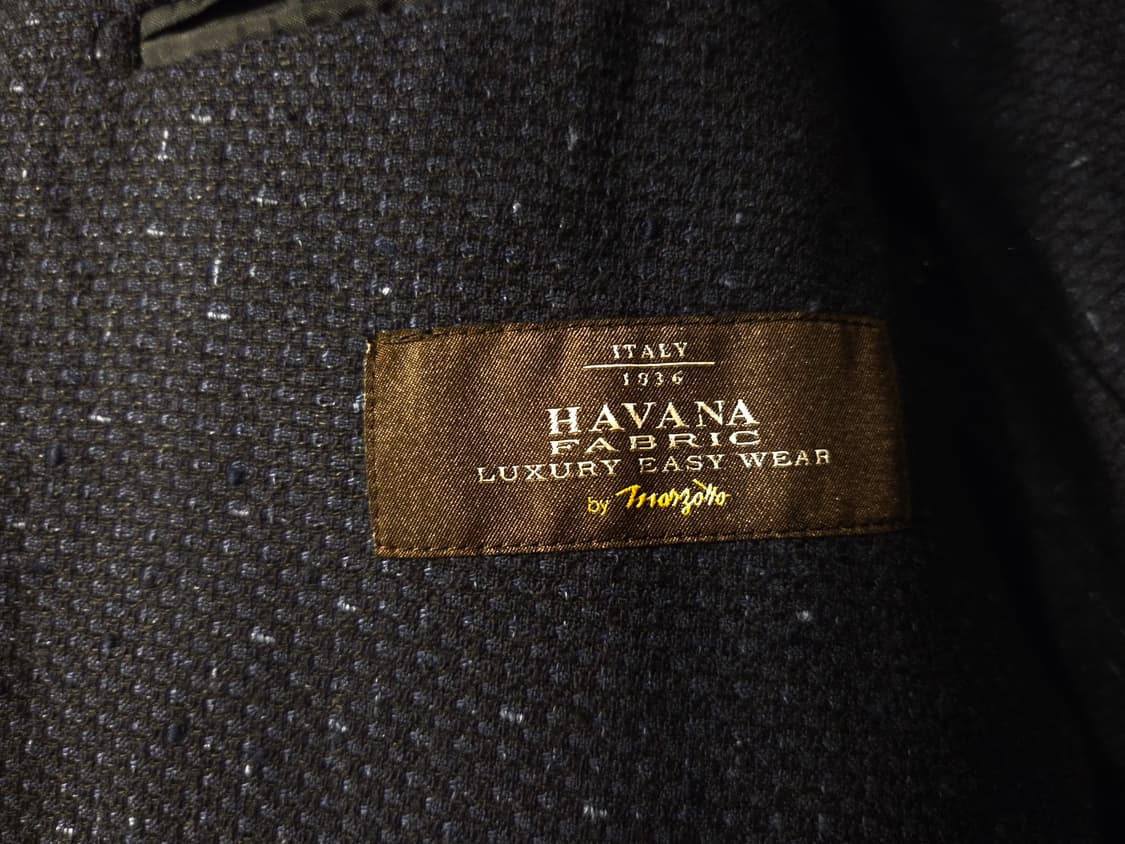 ITALY
1936
HAVANA
FABRIC
LUXURY EASY WEAR
by Marzotto